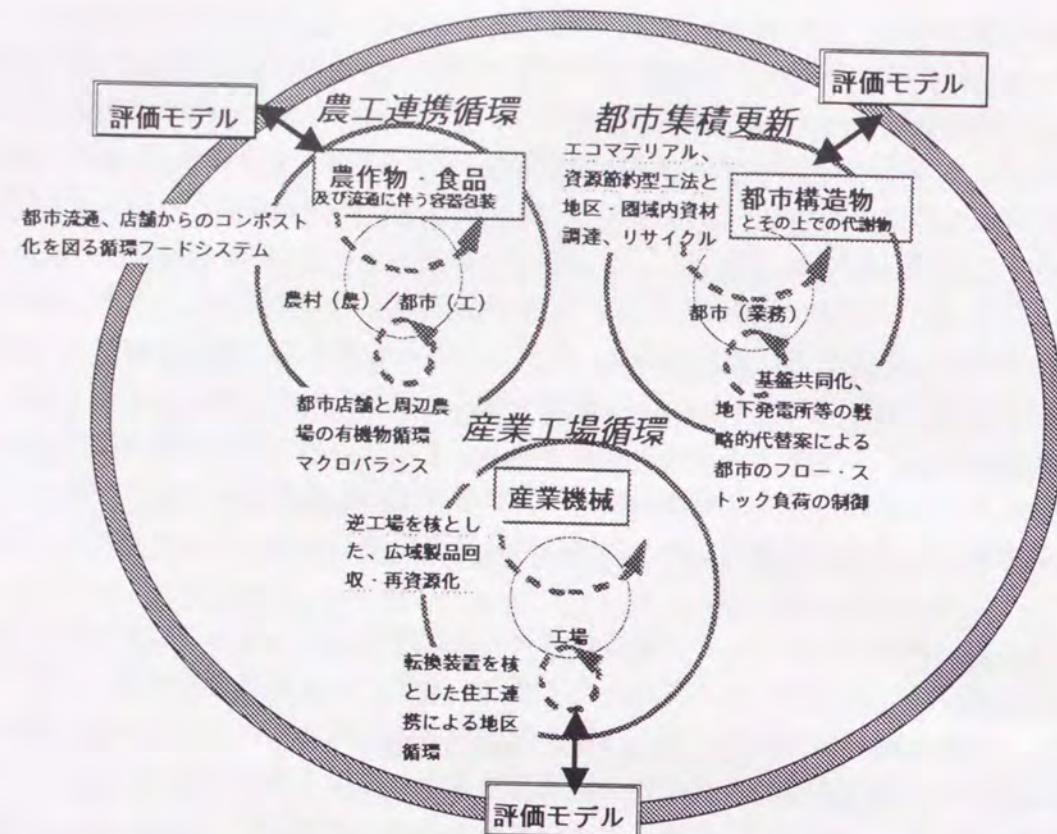 評価モデル
農工連携循環
農作物・食品
及び流通に伴う容器包装
都市流通、店舗からのコンポスト
化を図る循環フードシステム
農村（農）／都市（工）
都市店舗と周辺農
場の有機物循環
マクロバランス
評価モデル
都市集積更新
エコマテリアル、
資源節約型工法と
地区・圏域内資材
調達、リサイクル
都市構造物
とその上での代謝物
都市（業務）
基盤共同化、
地下発電所等の戦
略的代替案による
都市のフロー・ス
トック負荷の制御
産業工場循環
産業機械
逆工場を核とし
た、広域製品回
収・再資源化
工場
転換装置を核
とした住工連
携による地区
循環
評価モデル